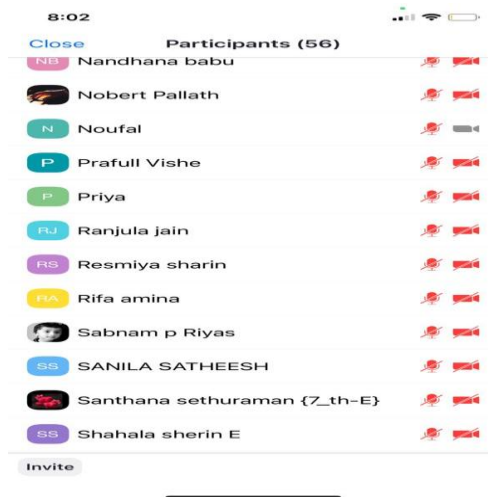 8:02
Close Participants (56)
NB Nandhana babu
Nobert Pallath
N Noufal
P Prafull Vishe
P Priya
RJ Ranjula jain
RS Resmiya sharin
RA Rifa amina
Sabnam p Riyas
SS SANILA SATHEESH
Santhana sethuraman {7_th-E}
SS Shahala sherin E
Invite